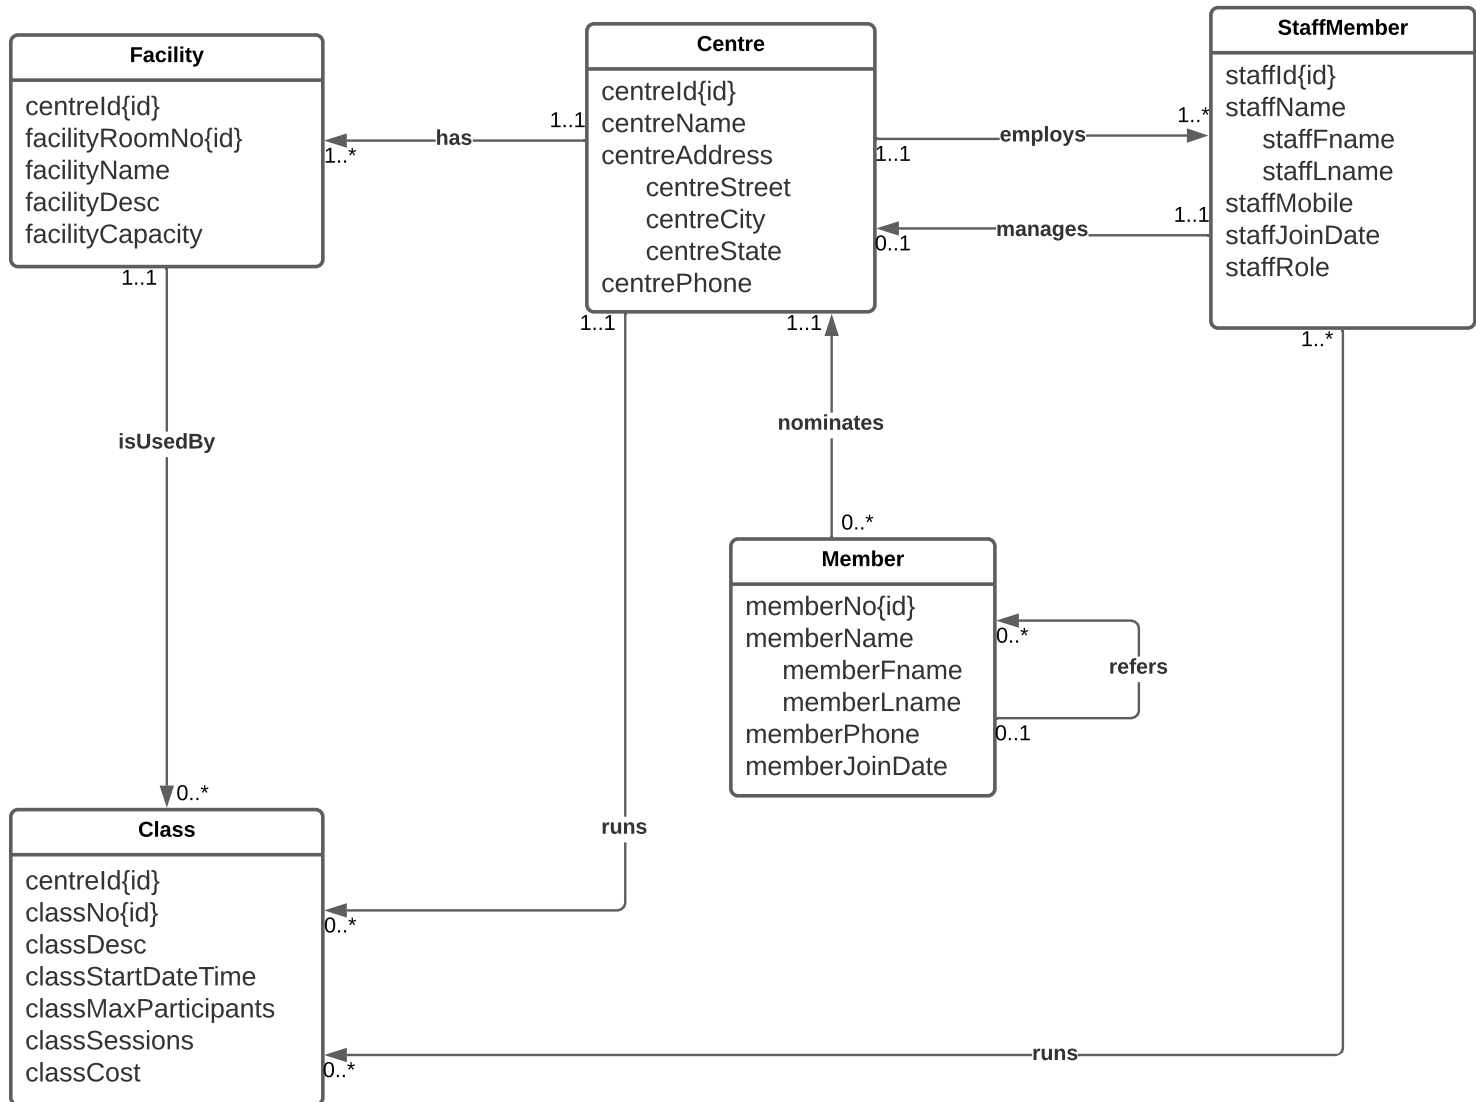 Facility
centreId{id}
facilityRoomNo{id}
facilityName
facilityDesc
facilityCapacity
1..*
has
1..1
1..1
Centre
centreId{id}
centreName
centreAddress
centreStreet
centreCity
centreState
centrePhone
1..1
employs
1..*
0..1
manages
1..1
StaffMember
staffId{id}
staffName
staffFname
staffLname
staffMobile
staffJoinDate
staffRole
1..1
1..1
1..*
isUsedBy
nominates
0..*
Member
memberNo{id}
memberName
memberFname
memberLname
memberPhone
memberJoinDate
0..*
refers
0..1
0..*
Class
centreId{id}
classNo{id}
classDesc
classStartDateTime
classMaxParticipants
classSessions
classCost
runs
0..*
runs
0..*